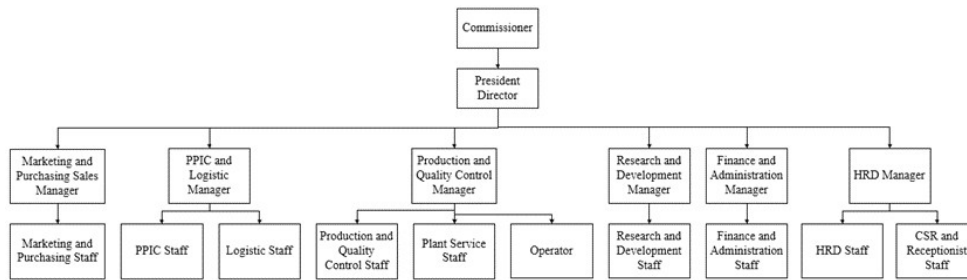 Commissioner
President
Director
Marketing and
Purchasing Sales
Manager
PPIC and
Logistic
Manager
Production and
Quality Control
Manager
Research and
Development
Manager
Finance and
Administration
Manager
HRD Manager
Marketing and
Purchasing Staff
PPIC Staff
Logistic Staff
Production and
Quality Control Staff
Plant Service
Staff
Operator
Research and
Development
Staff
Finance and
Administration
Staff
HRD Staff
CSR and
Receptionist
Staff